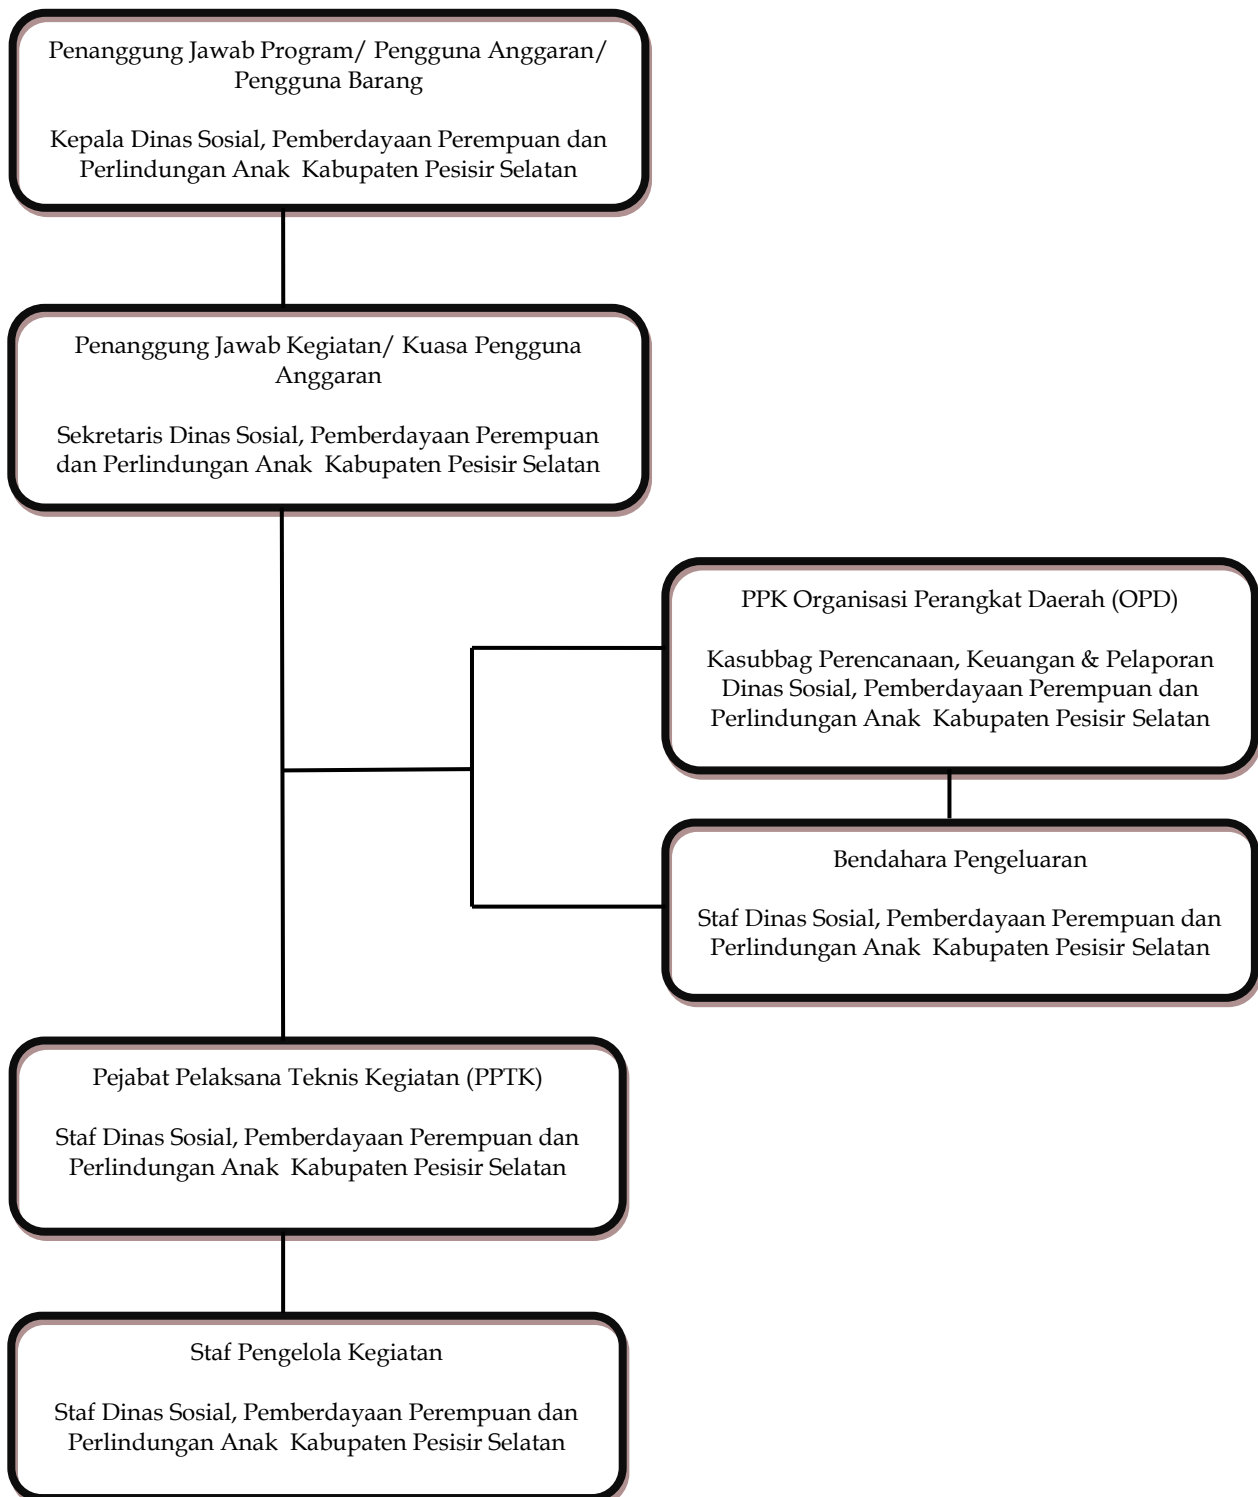 Penanggung Jawab Program/ Pengguna Anggaran/
Pengguna Barang
Kepala Dinas Sosial, Pemberdayaan Perempuan dan
Perlindungan Anak  Kabupaten Pesisir Selatan
Penanggung Jawab Kegiatan/ Kuasa Pengguna
Anggaran
Sekretaris Dinas Sosial, Pemberdayaan Perempuan
dan Perlindungan Anak  Kabupaten Pesisir Selatan
PPK Organisasi Perangkat Daerah (OPD)
Kasubbag Perencanaan, Keuangan & Pelaporan
Dinas Sosial, Pemberdayaan Perempuan dan
Perlindungan Anak  Kabupaten Pesisir Selatan
Bendahara Pengeluaran
Staf Dinas Sosial, Pemberdayaan Perempuan dan
Perlindungan Anak  Kabupaten Pesisir Selatan
Pejabat Pelaksana Teknis Kegiatan (PPTK)
Staf Dinas Sosial, Pemberdayaan Perempuan dan
Perlindungan Anak  Kabupaten Pesisir Selatan
Staf Pengelola Kegiatan
Staf Dinas Sosial, Pemberdayaan Perempuan dan
Perlindungan Anak  Kabupaten Pesisir Selatan